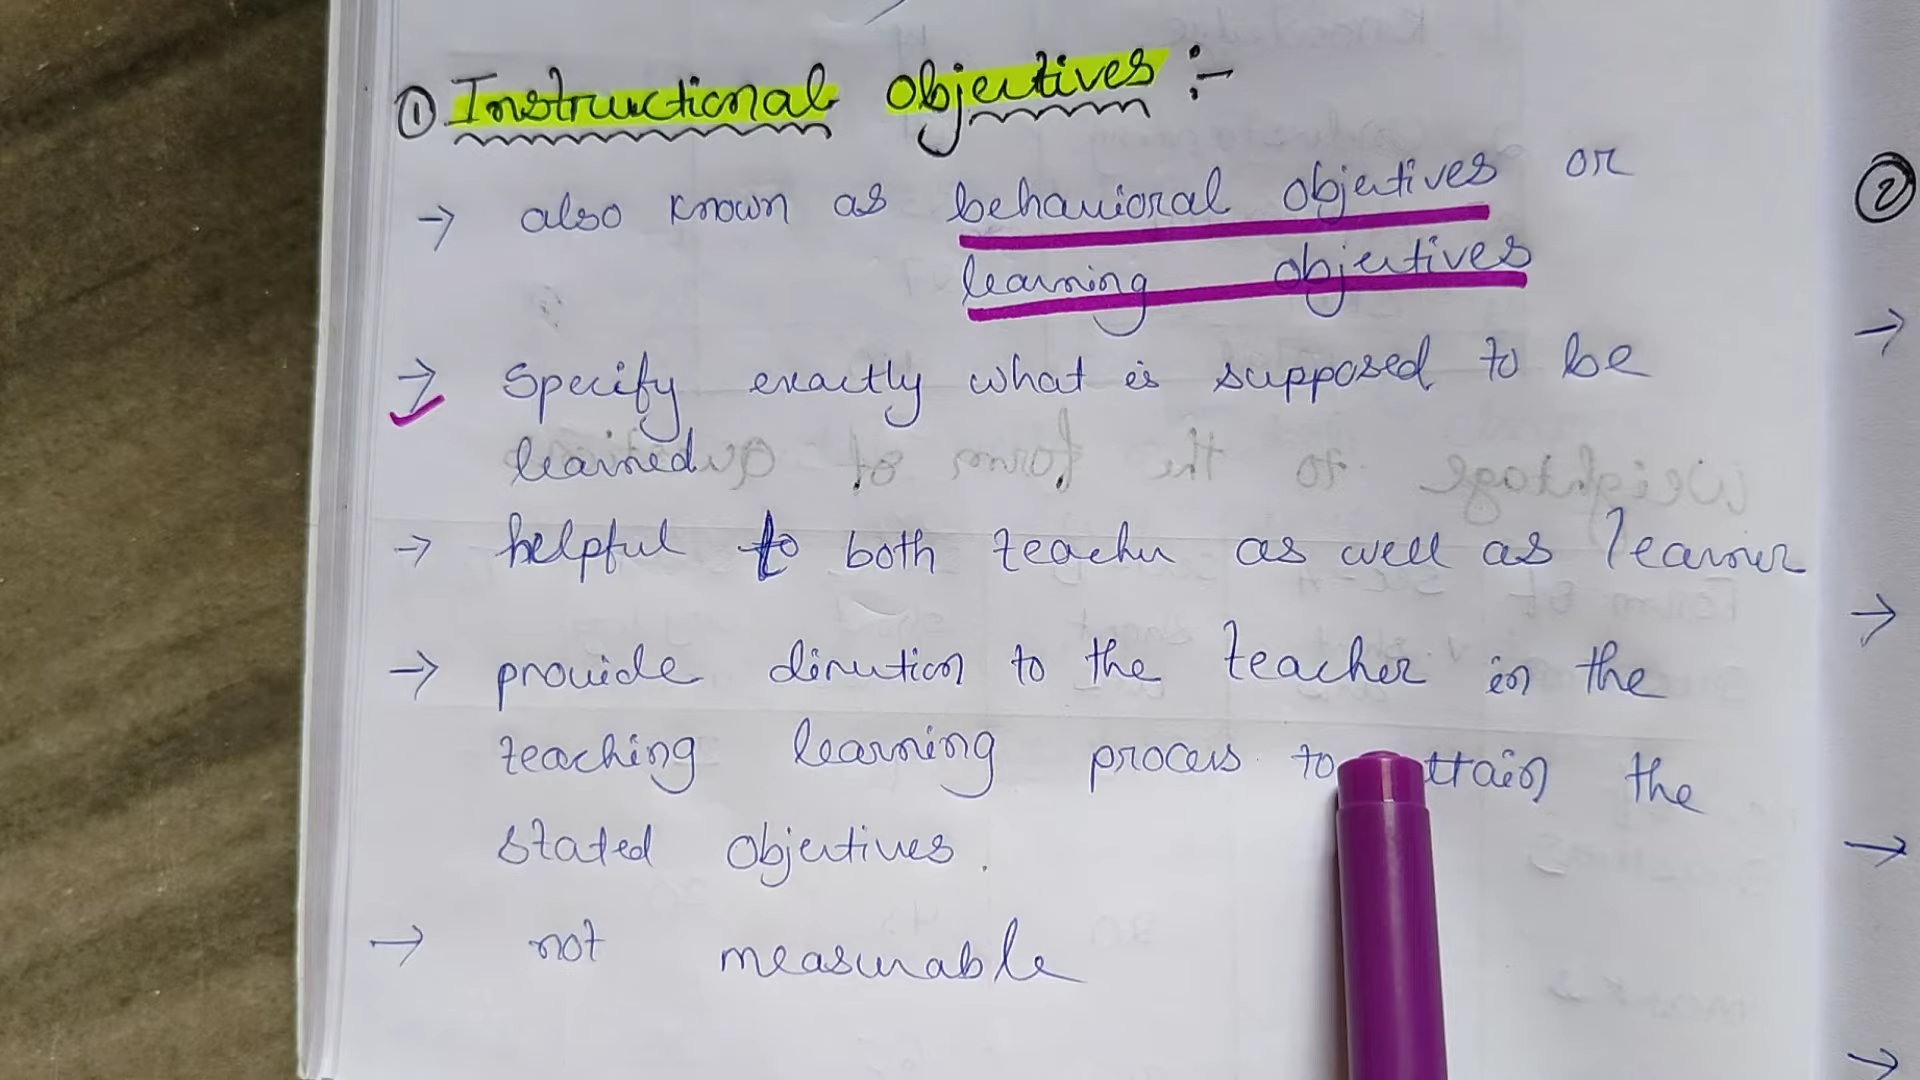 ① Instructional Objectives :-
→ also known as behavioral objectives or
learning objectives
→ Specify exactly what is supposed to be
learned
→ helpful to both teacher as well as learner
→ provide direction to the teacher in the
teaching learning process to ttain the
stated objectives.
→ not measurable
②
→
→
→
→